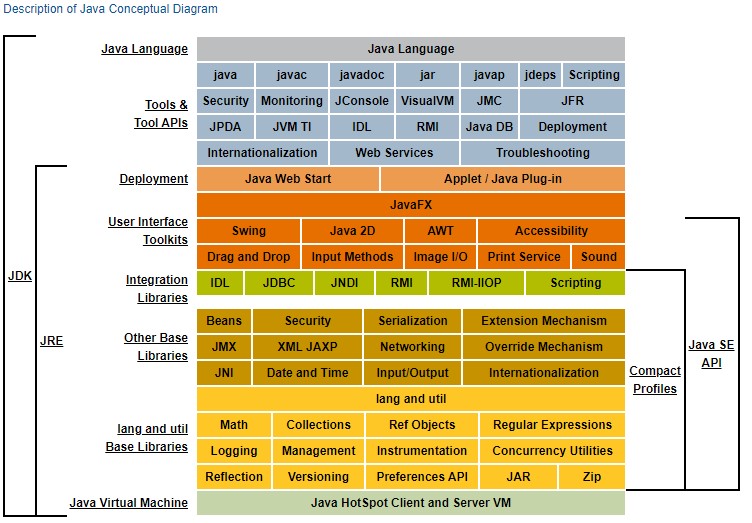 Description of Java Conceptual Diagram
Java Language
Java Language
Tools &
Tool APIs
java javac javadoc jar javap jdeps Scripting
Security Monitoring JConsole VisualVM JMC JFR
JPDA JVM TI IDL RMI Java DB Deployment
Internationalization Web Services Troubleshooting
Deployment
Java Web Start Applet / Java Plug-in
JavaFX
User Interface
Toolkits
Swing Java 2D AWT Accessibility
Drag and Drop Input Methods Image I/O Print Service Sound
Integration
Libraries
IDL JDBC JNDI RMI RMI-IIOP Scripting
Other Base
Libraries
Beans Security Serialization Extension Mechanism
JMX XML JAXP Networking Override Mechanism
JNI Date and Time Input/Output Internationalization
lang and util
lang and util
Base Libraries
Math Collections Ref Objects Regular Expressions
Logging Management Instrumentation Concurrency Utilities
Reflection Versioning Preferences API JAR Zip
Java Virtual Machine
Java HotSpot Client and Server VM
JDK
JRE
Compact
Profiles
Java SE
API